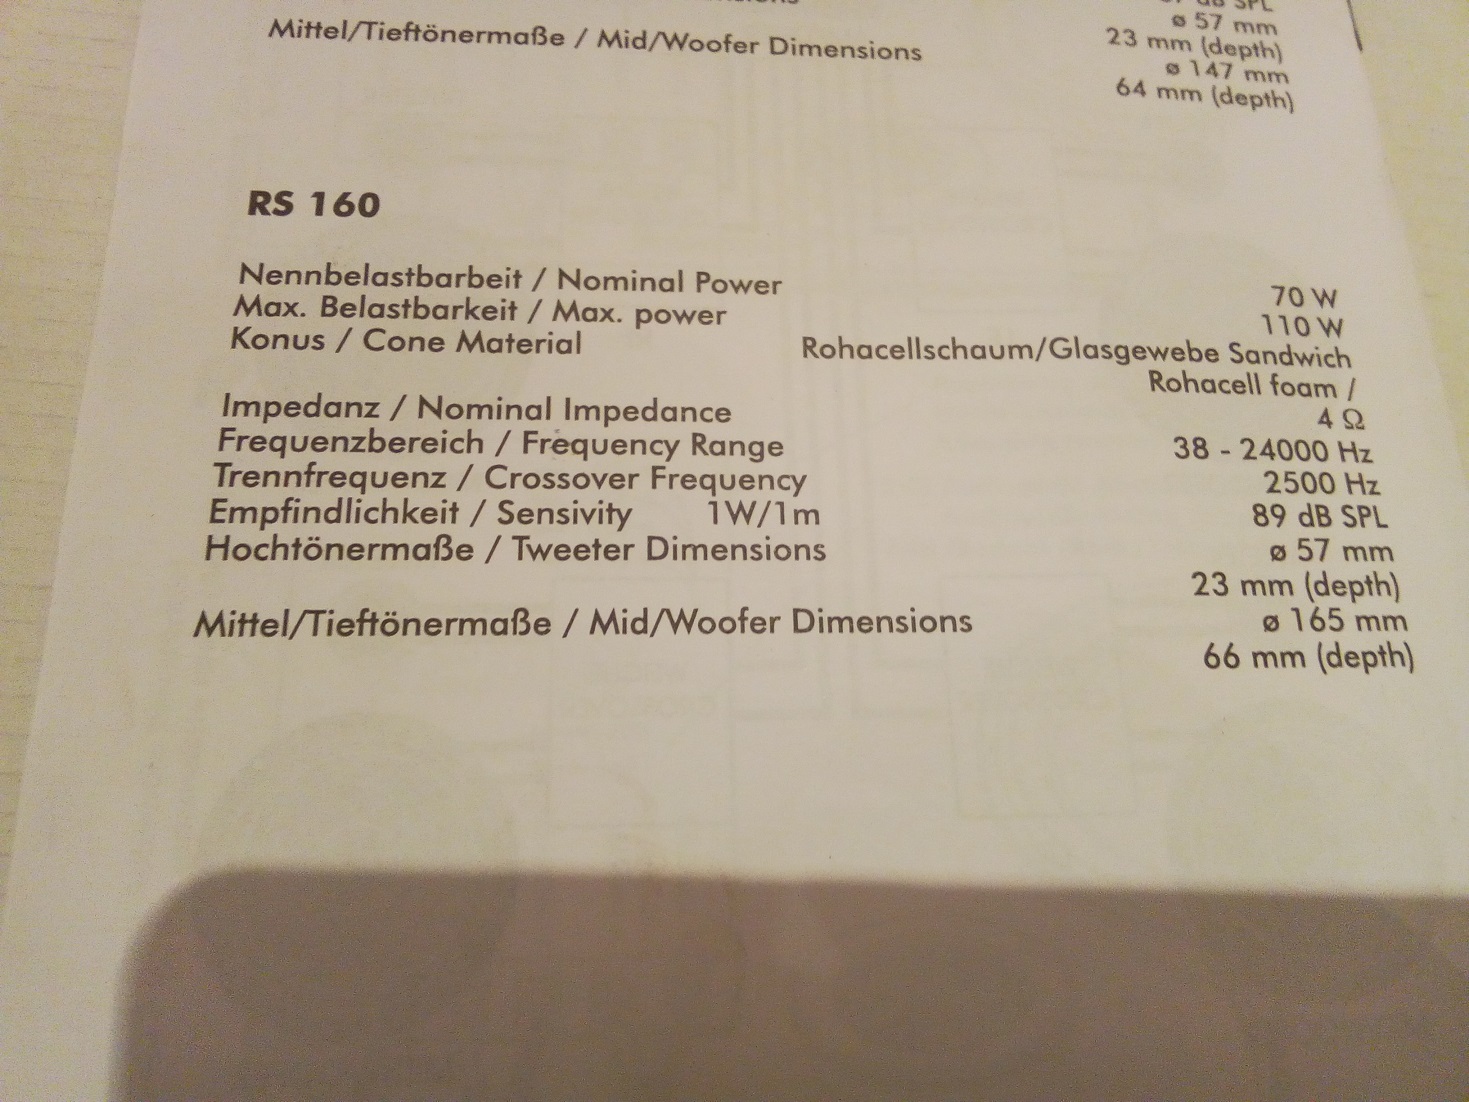 dB SPL
ø 57 mm
Mittel/Tieftönermaße / Mid/Woofer Dimensions 23 mm (depth)
ø 147 mm
64 mm (depth)
RS 160
Nennbelastbarbeit / Nominal Power 70 W
Max. Belastbarkeit / Max. power 110 W
Konus / Cone Material Rohacellschaum/Glasgewebe Sandwich
Rohacell foam /
Impedanz / Nominal Impedance 4 Ω
Frequenzbereich / Frequency Range 38 - 24000 Hz
Trennfrequenz / Crossover Frequency 2500 Hz
Empfindlichkeit / Sensivity 1W/1m 89 dB SPL
Hochtönermaße / Tweeter Dimensions ø 57 mm
23 mm (depth)
Mittel/Tieftönermaße / Mid/Woofer Dimensions ø 165 mm
66 mm (depth)